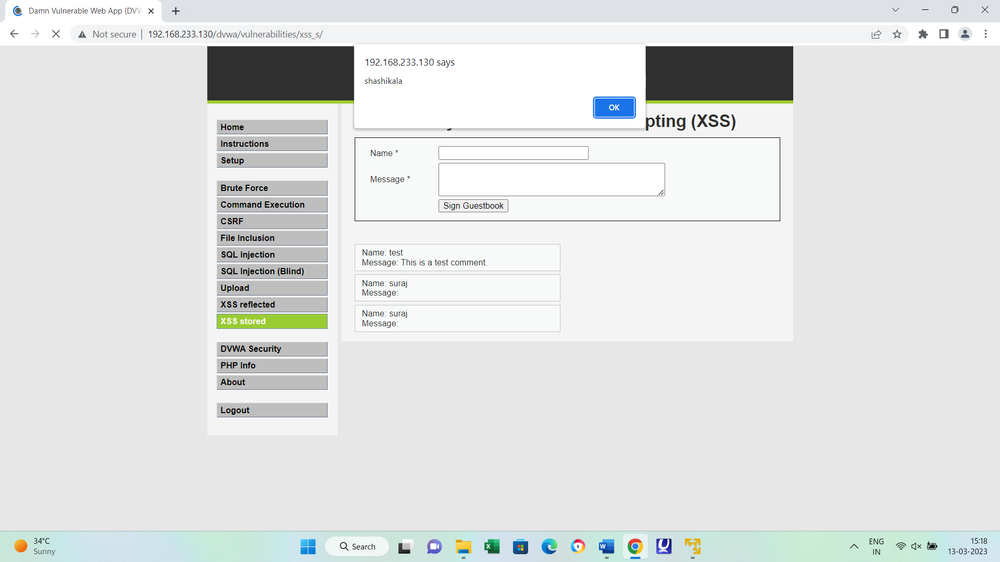 Damn Vulnerable Web App (DVW
Not secure
192.168.233.130/dvwa/vulnerabilities/xss_s/
192.168.233.130 says
shashikala
OK
pting (XSS)
Home
Instructions
Setup
Brute Force
Command Execution
CSRF
File Inclusion
SQL Injection
SQL Injection (Blind)
Upload
XSS reflected
XSS stored
DVWA Security
PHP Info
About
Logout
Name *
Message *
Sign Guestbook
Name: test
Message: This is a test comment.
Name: suraj
Message:
Name: suraj
Message:
34°C
Sunny
Search
ENG
IN
15:18
13-03-2023